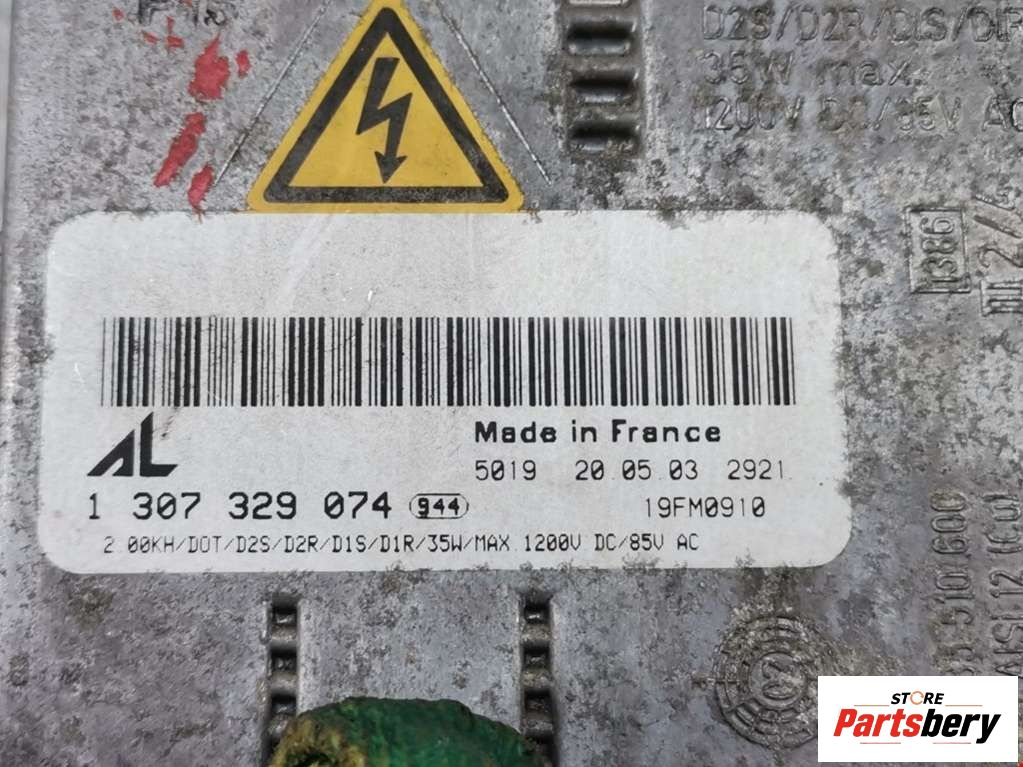 D2S/D2R/D1S/D1R
35W max.
1200V DC/85V AC
Made in France
AL
5019 20.05.03 2921
1 307 329 074 944
19FM0910
2.00KH/DOT/D2S/D2R/D1S/D1R/35W/MAX.1200V DC/85V AC
STORE
Partsbery